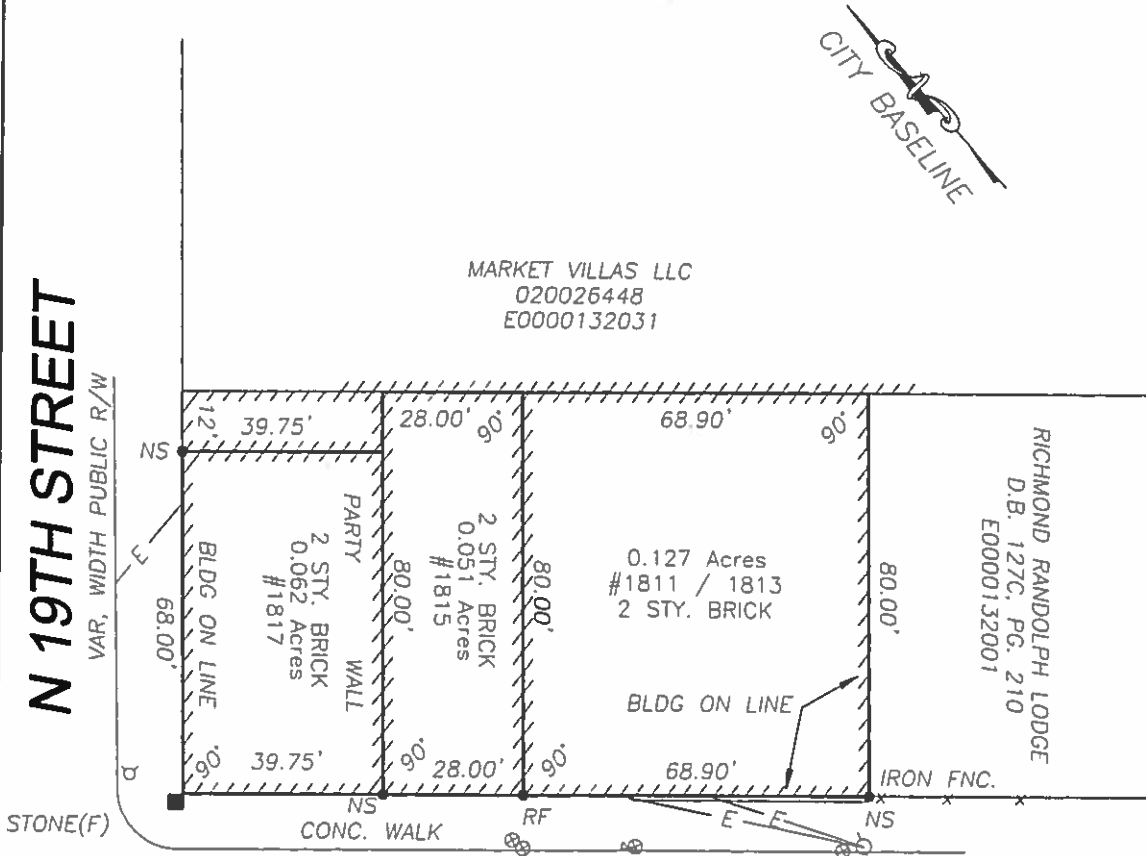 CITY BASELINE
N 19TH STREET
VAR, WIDTH PUBLIC R/W
MARKET VILLAS LLC
020026448
E0000132031
12'
39.75'
28.00'
90°
68.90'
90°
NS
E
68.00'
BLDG ON LINE
PARTY WALL
2 STY. BRICK
0.062 Acres
#1817
80.00'
2 STY. BRICK
0.051 Acres
#1815
80.00'
0.127 Acres
#1811 / 1813
2 STY. BRICK
80.00'
RICHMOND RANDOLPH LODGE
D.B. 127C, PG. 210
E0000132001
BLDG ON LINE
90°
39.75'
90°
28.00'
90°
68.90'
IRON FNC.
STONE(F)
NS
CONC. WALK
RF
E
E
NS